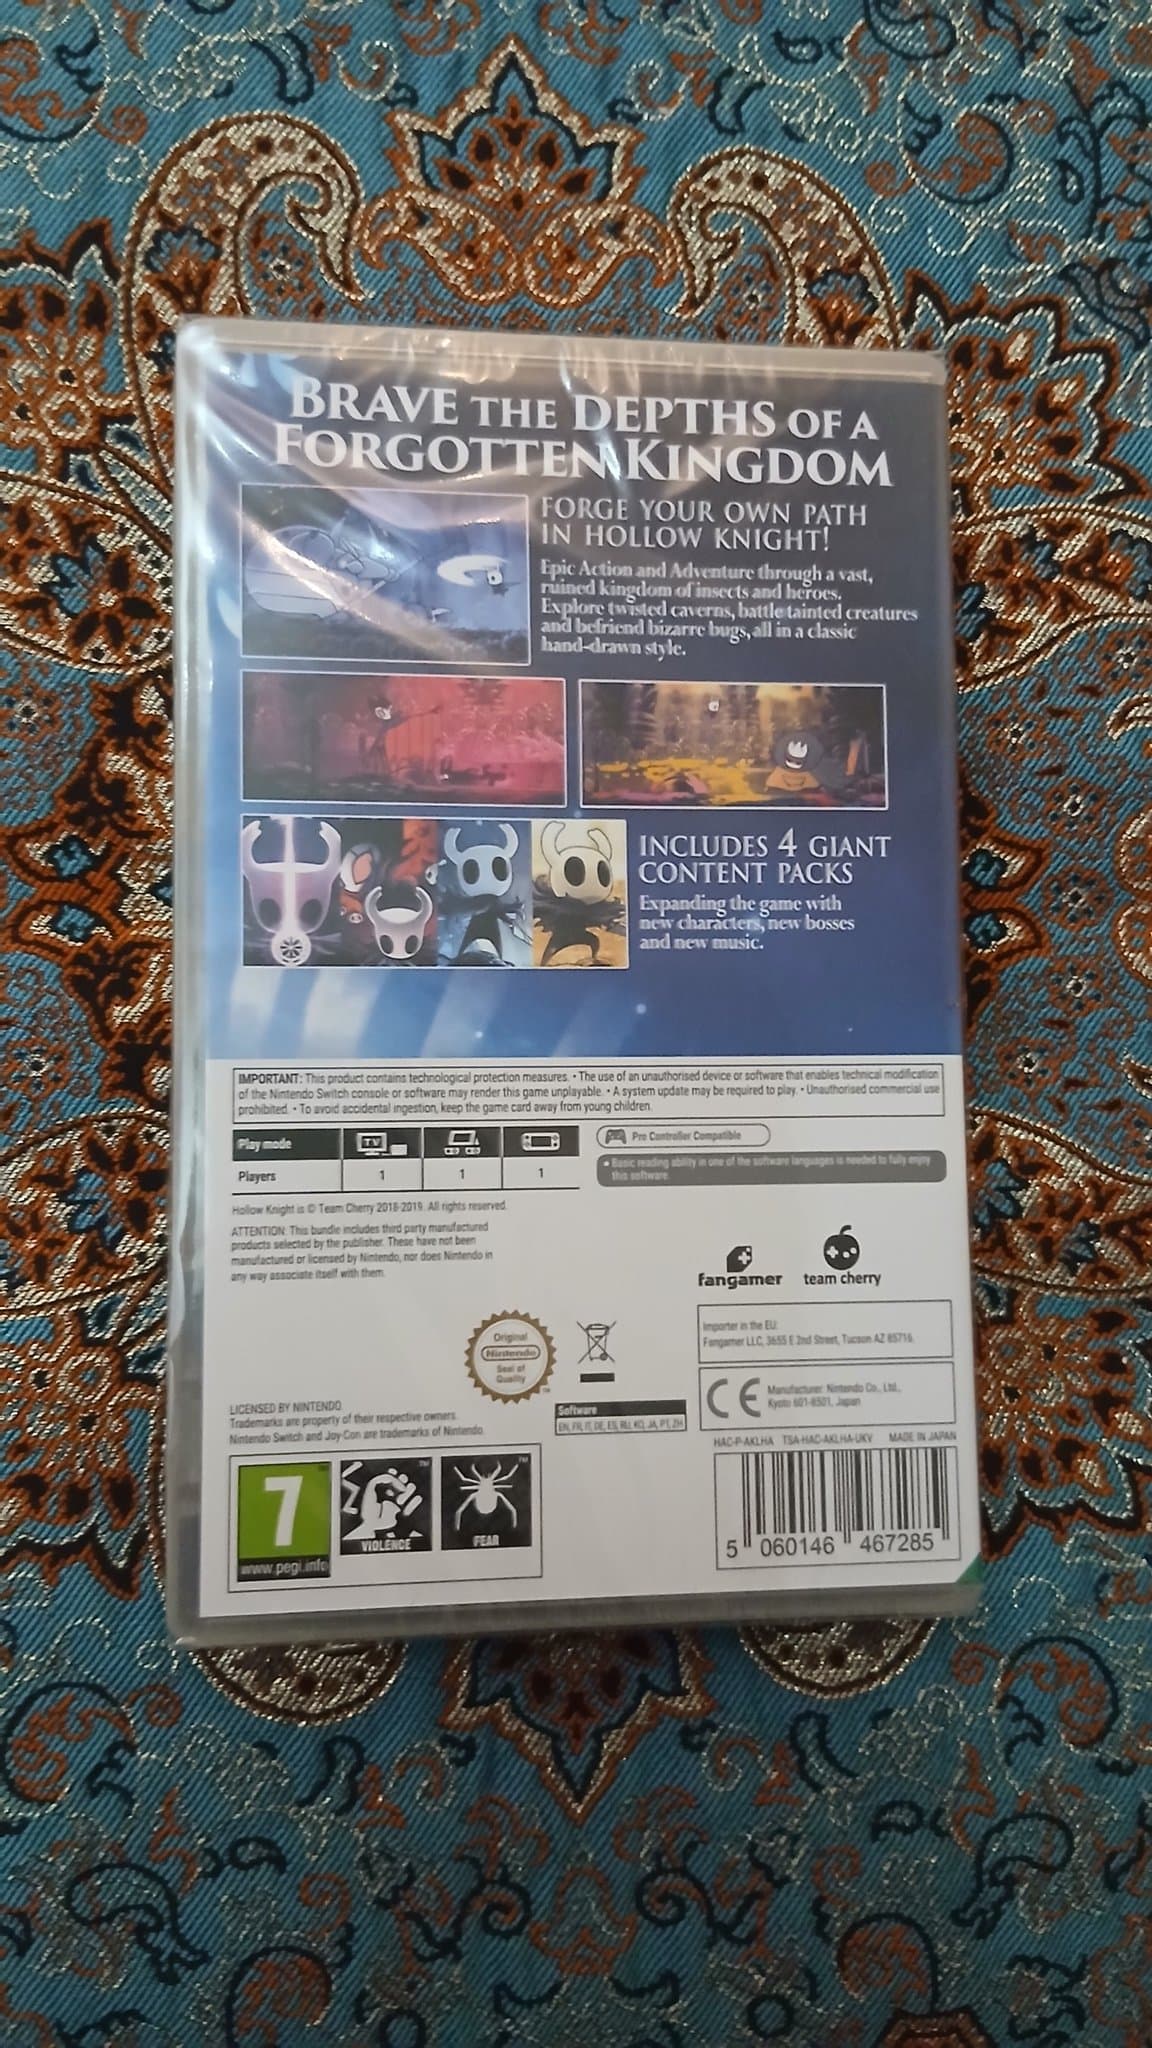 BRAVE THE DEPTHS OF A
FORGOTTEN KINGDOM
FORGE YOUR OWN PATH
IN HOLLOW KNIGHT!
Epic Action and Adventure through a vast,
ruined kingdom of insects and heroes.
Explore twisted caverns, battle tainted creatures
and befriend bizarre bugs, all in a classic
hand-drawn style.
INCLUDES 4 GIANT
CONTENT PACKS
Expanding the game with
new characters, new bosses
and new music.
IMPORTANT: This product contains technological protection measures. • The use of an unauthorised device or software that enables technical modification
of the Nintendo Switch console or software may render this game unplayable. • A system update may be required to play. • Unauthorised commercial use
prohibited. • To avoid accidental ingestion, keep the game card away from young children.
Play mode
TV
Players 1 1 1
Pro Controller Compatible
• Basic reading ability in one of the software languages is needed to fully enjoy
this software.
Hollow Knight is © Team Cherry 2018-2019. All rights reserved.
ATTENTION: This bundle includes third party manufactured
products selected by the publisher. These have not been
manufactured or licensed by Nintendo, nor does Nintendo in
any way associate itself with them.
fangamer
team cherry
Importer in the EU:
Fangamer LLC, 3655 E 2nd Street, Tucson AZ 85716
Original
Nintendo
Seal of
Quality
TM
CE
Manufacturer: Nintendo Co., Ltd.,
Kyoto 601-8501, Japan
LICENSED BY NINTENDO
Trademarks are property of their respective owners.
Nintendo Switch and Joy-Con are trademarks of Nintendo.
Software
EN, FR, IT, DE, ES, RU, KO, JA, PT, ZH
HAC-P-AKLHA TSA-HAC-AKLHA-UKV MADE IN JAPAN
7
www.pegi.info
TM
VIOLENCE
TM
FEAR
5 060146 467285